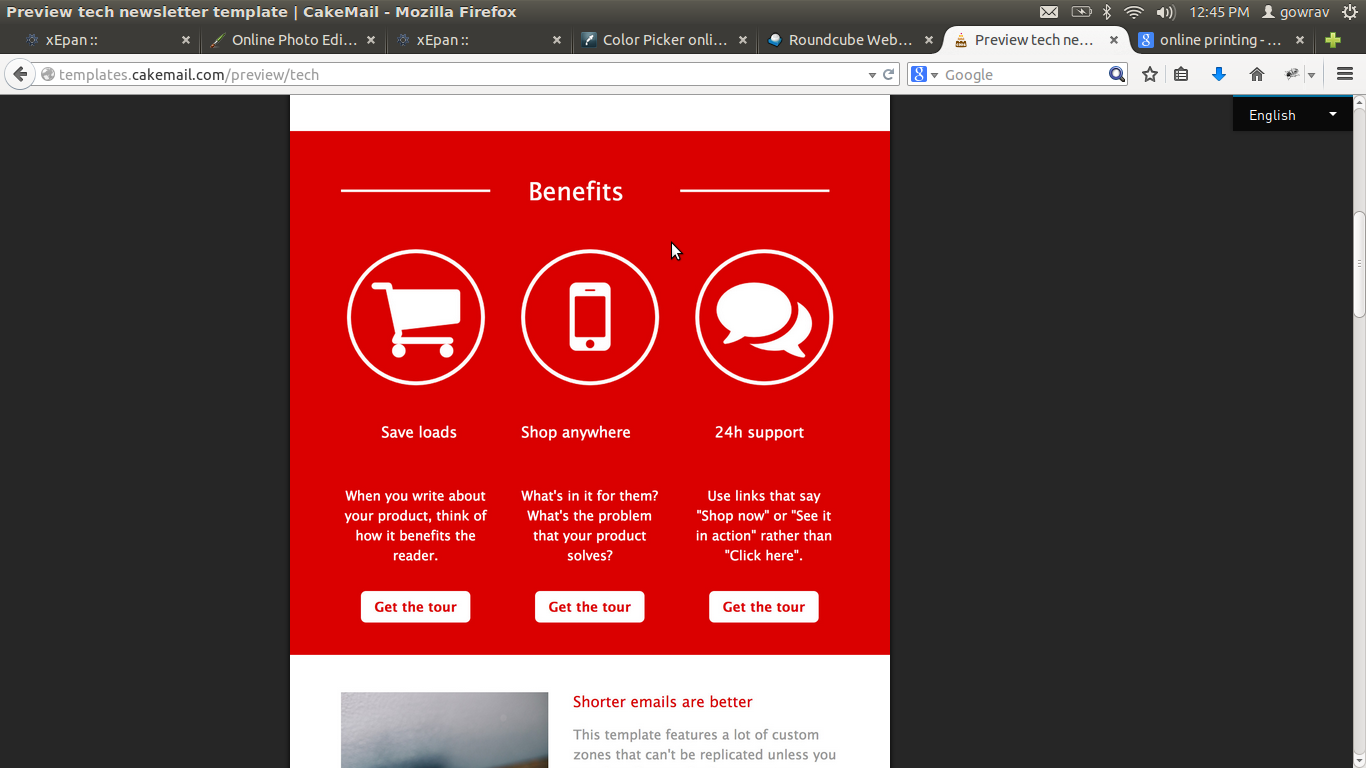 Preview tech newsletter template | CakeMail - Mozilla Firefox
12:45 PM
gowrav
xEpan ::
Online Photo Edi...
xEpan ::
Color Picker onli...
Roundcube Web...
Preview tech ne...
online printing - ...
templates.cakemail.com/preview/tech
Google
English
Benefits
Save loads
Shop anywhere
24h support
When you write about
your product, think of
how it benefits the
reader.
What's in it for them?
What's the problem
that your product
solves?
Use links that say
"Shop now" or "See it
in action" rather than
"Click here".
Get the tour
Get the tour
Get the tour
Shorter emails are better
This template features a lot of custom
zones that can't be replicated unless you